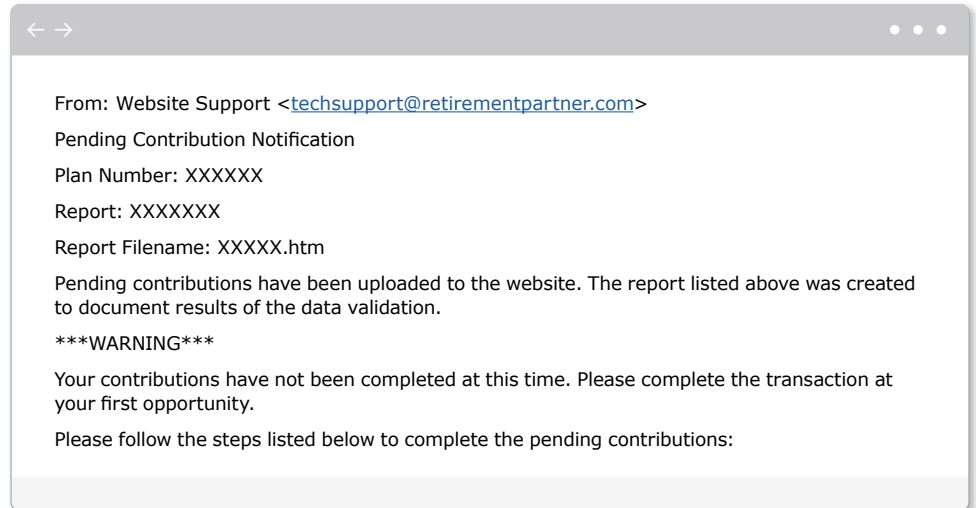 From: Website Support <techsupport@retirementpartner.com>
Pending Contribution Notification
Plan Number: XXXXXX
Report: XXXXXXX
Report Filename: XXXXX.htm
Pending contributions have been uploaded to the website. The report listed above was created
to document results of the data validation.
***WARNING***
Your contributions have not been completed at this time. Please complete the transaction at
your first opportunity.
Please follow the steps listed below to complete the pending contributions: